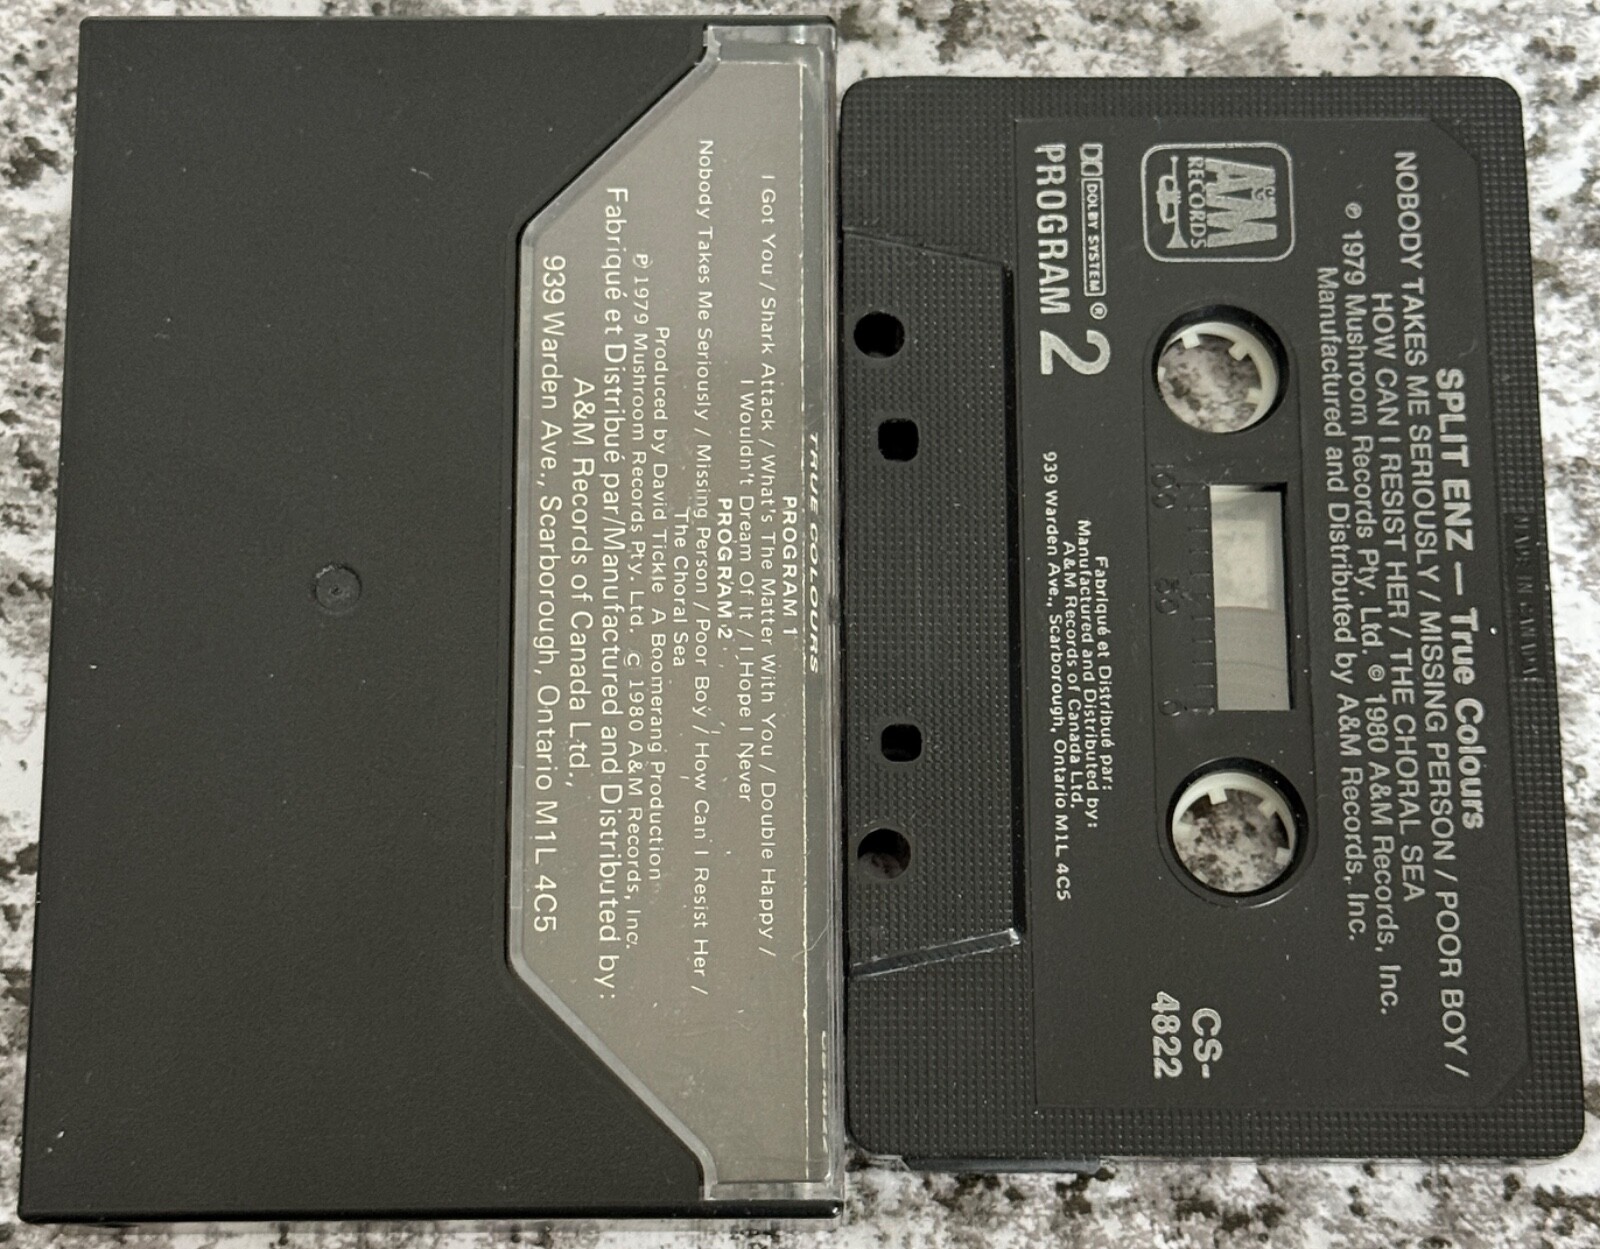 TRUE COLOURS
PROGRAM 1
I Got You / Shark Attack / What's The Matter With You / Double Happy /
I Wouldn't Dream Of It / I Hope I Never
PROGRAM 2
Nobody Takes Me Seriously / Missing Person / Poor Boy / How Can I Resist Her /
The Choral Sea
Produced by David Tickle A Boomerang Production
℗ 1979 Mushroom Records Pty. Ltd. © 1980 A&M Records, Inc.
Fabriqué et Distribué par/Manufactured and Distributed by:
A&M Records of Canada Ltd.,
939 Warden Ave., Scarborough, Ontario M1L 4C5
MADE IN CANADA
SPLIT ENZ — True Colours
NOBODY TAKES ME SERIOUSLY / MISSING PERSON / POOR BOY /
HOW CAN I RESIST HER / THE CHORAL SEA
℗ 1979 Mushroom Records Pty. Ltd. © 1980 A&M Records, Inc.
Manufactured and Distributed by A&M Records, Inc.
A&M
RECORDS
100 50 0
CS-
4822
DOLBY SYSTEM ®
PROGRAM 2
Fabriqué et Distribué par:
Manufactured and Distributed by:
A&M Records of Canada Ltd.
939 Warden Ave., Scarborough, Ontario M1L 4C5